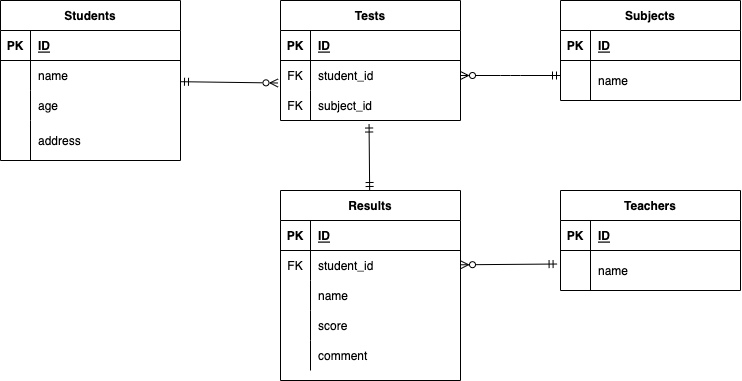 Students
PK ID
name
age
address
Tests
PK ID
FK student_id
FK subject_id
Subjects
PK ID
name
Results
PK ID
FK student_id
name
score
comment
Teachers
PK ID
name